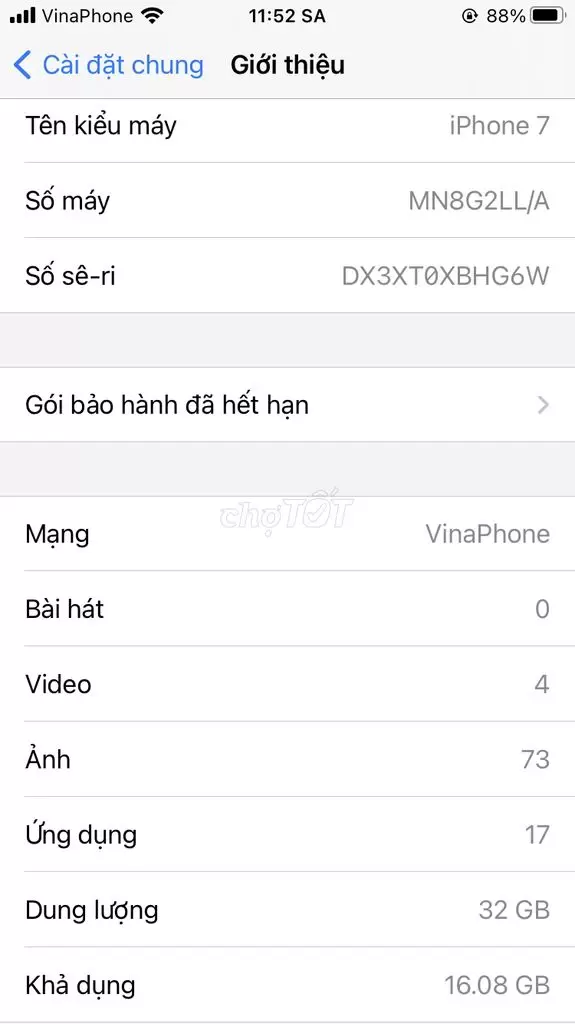 VinaPhone 11:52 SA 88%
Cài đặt chung Giới thiệu
Tên kiểu máy iPhone 7
Số máy MN8G2LL/A
Số sê-ri DX3XT0XBHG6W
Gói bảo hành đã hết hạn
chợTỐT
Mạng VinaPhone
Bài hát 0
Video 4
Ảnh 73
Ứng dụng 17
Dung lượng 32 GB
Khả dụng 16.08 GB